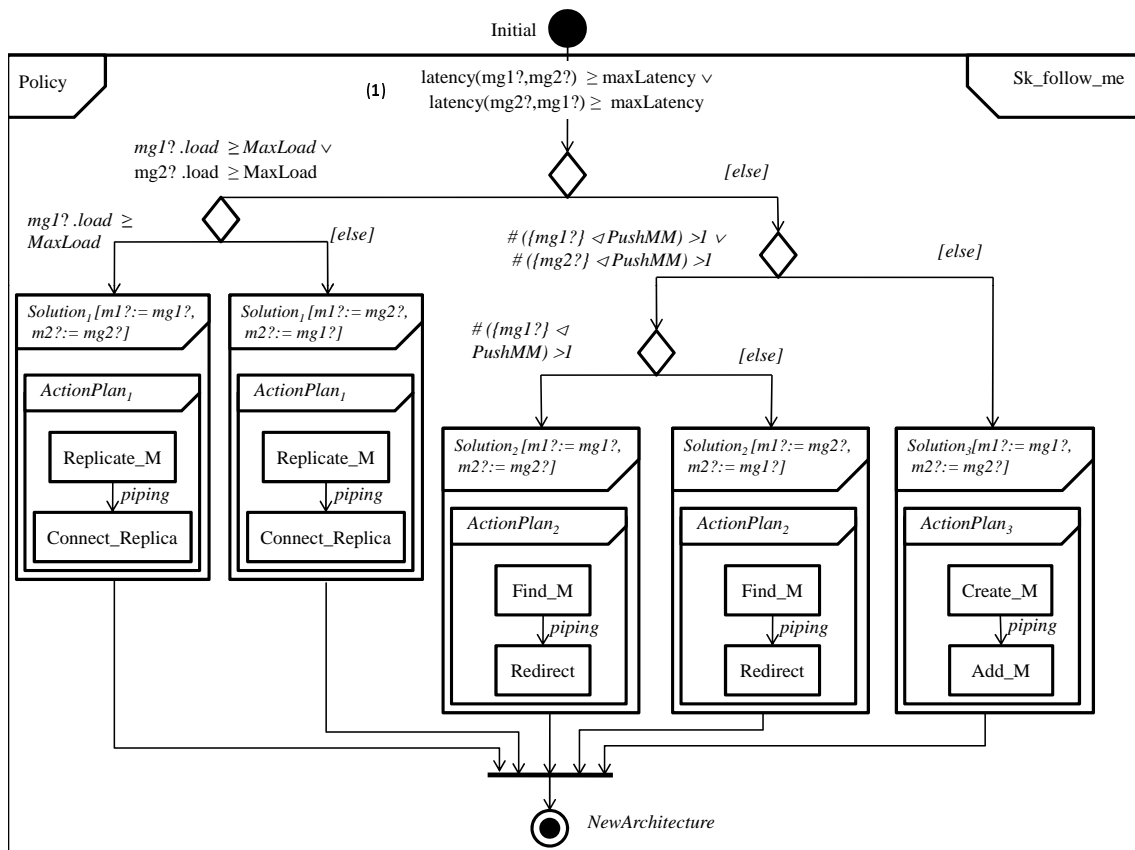 Initial
Policy
Sk_follow_me
(1)
latency(mg1?,mg2?) ≥ maxLatency ∨
latency(mg2?,mg1?) ≥ maxLatency
mg1? .load ≥ MaxLoad ∨
mg2? .load ≥ MaxLoad
[else]
mg1? .load ≥
MaxLoad
[else]
# ({mg1?} ◁ PushMM) >1 ∨
# ({mg2?} ◁ PushMM) >1
[else]
Solution1 [m1?:= mg1?,
m2?:= mg2?]
Solution1 [m1?:= mg2?,
m2?:= mg1?]
# ({mg1?} ◁
PushMM) >1
[else]
ActionPlan1
ActionPlan1
Replicate_M
piping
Connect_Replica
Replicate_M
piping
Connect_Replica
Solution2 [m1?:= mg1?,
m2?:= mg2?]
Solution2 [m1?:= mg2?,
m2?:= mg1?]
Solution3 [m1?:= mg1?,
m2?:= mg2?]
ActionPlan2
ActionPlan2
ActionPlan3
Find_M
piping
Redirect
Find_M
piping
Redirect
Create_M
piping
Add_M
NewArchitecture